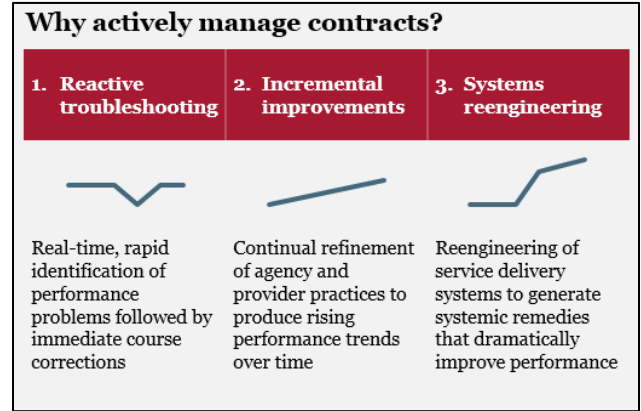 Why actively manage contracts?
1. Reactive
troubleshooting
2. Incremental
improvements
3. Systems
reengineering
Real-time, rapid
identification of
performance
problems followed by
immediate course
corrections
Continual refinement
of agency and
provider practices to
produce rising
performance trends
over time
Reengineering of
service delivery
systems to generate
systemic remedies
that dramatically
improve performance